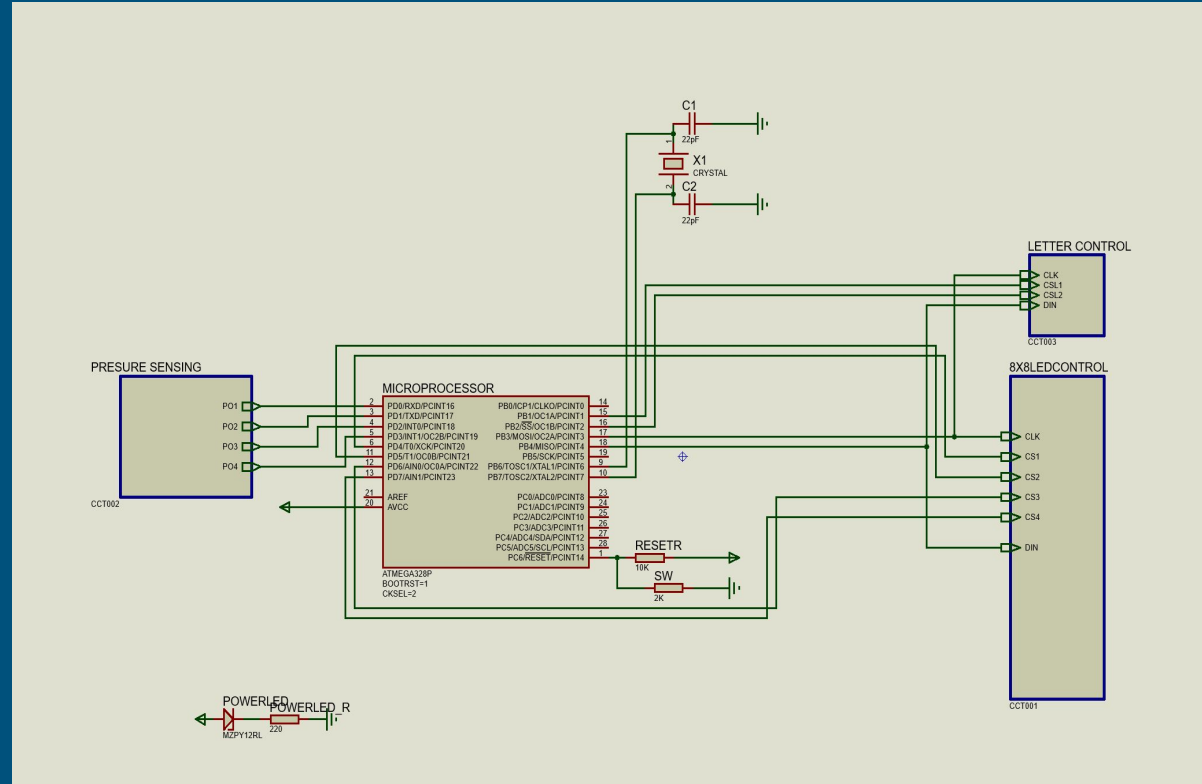 C1
22pF
1
X1
CRYSTAL
2
C2
22pF
LETTER CONTROL
CLK
CSL1
CSL2
DIN
CCT003
PRESURE SENSING
PO1
PO2
PO3
PO4
CCT002
MICROPROCESSOR
2 PD0/RXD/PCINT16 PB0/ICP1/CLKO/PCINT0 14
3 PD1/TXD/PCINT17 PB1/OC1A/PCINT1 15
4 PD2/INT0/PCINT18 PB2/SS/OC1B/PCINT2 16
5 PD3/INT1/OC2B/PCINT19 PB3/MOSI/OC2A/PCINT3 17
6 PD4/T0/XCK/PCINT20 PB4/MISO/PCINT4 18
11 PD5/T1/OC0B/PCINT21 PB5/SCK/PCINT5 19
12 PD6/AIN0/OC0A/PCINT22 PB6/TOSC1/XTAL1/PCINT6 9
13 PD7/AIN1/PCINT23 PB7/TOSC2/XTAL2/PCINT7 10
21 AREF PC0/ADC0/PCINT8 23
20 AVCC PC1/ADC1/PCINT9 24
PC2/ADC2/PCINT10 25
PC3/ADC3/PCINT11 26
PC4/ADC4/SDA/PCINT12 27
PC5/ADC5/SCL/PCINT13 28
PC6/RESET/PCINT14 1
ATMEGA328P
BOOTRST=1
CKSEL=2
RESETR
10K
SW
2K
8X8LEDCONTROL
CLK
CS1
CS2
CS3
CS4
DIN
CCT001
POWERLED
POWERLED_R
MZPY12RL
220